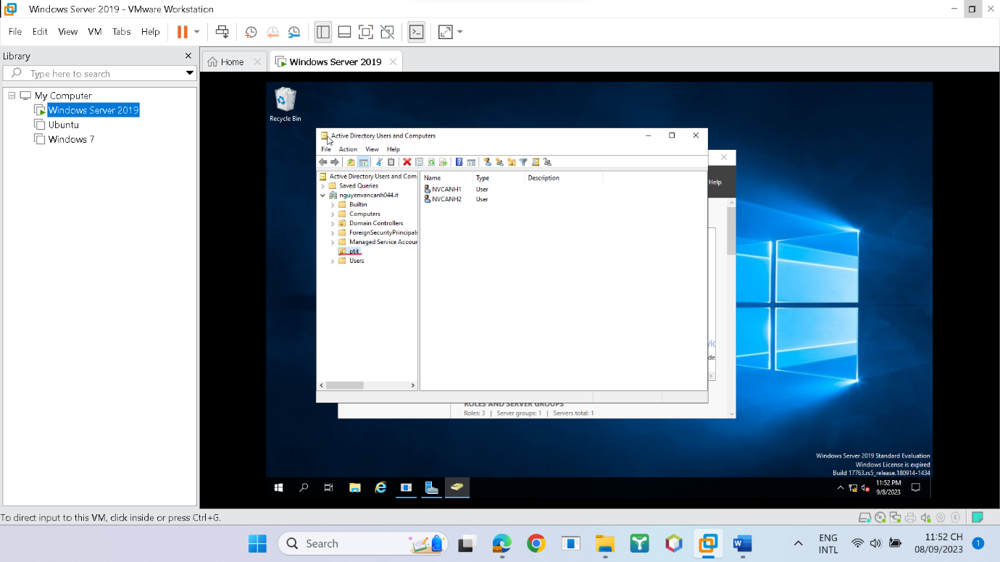 Windows Server 2019 - VMware Workstation
File Edit View VM Tabs Help
Library
Type here to search
My Computer
Windows Server 2019
Ubuntu
Windows 7
Home
Windows Server 2019
Recycle Bin
Active Directory Users and Computers
File Action View Help
Active Directory Users and Com
Saved Queries
nguyenvancanh044.it
Builtin
Computers
Domain Controllers
ForeignSecurityPrincipals
Managed Service Accour
ptit
Users
Name Type Description
NVCANH1 User
NVCANH2 User
Help
ROLES AND SERVER GROUPS
Roles: 3 | Server groups: 1 | Servers total: 1
Windows Server 2019 Standard Evaluation
Windows License is expired
Build 17763.rs5_release.180914-1434
11:52 PM
9/8/2023
To direct input to this VM, click inside or press Ctrl+G.
Search
ENG
INTL
11:52 CH
08/09/2023
1